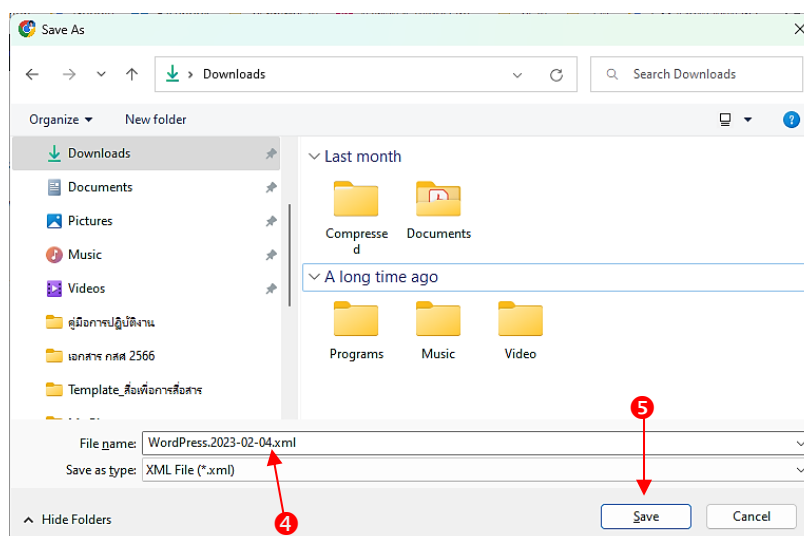 Save As
Downloads
Search Downloads
Organize
New folder
?
Downloads
Documents
Pictures
Music
Videos
คู่มือการปฏิบัติงาน
เอกสาร กสศ 2566
Template_สื่อเพื่อการสื่อสาร
Last month
Compresse
d
Documents
A long time ago
Programs
Music
Video
5
File name: WordPress.2023-02-04.xml
Save as type: XML File (*.xml)
4
Hide Folders
Save
Cancel